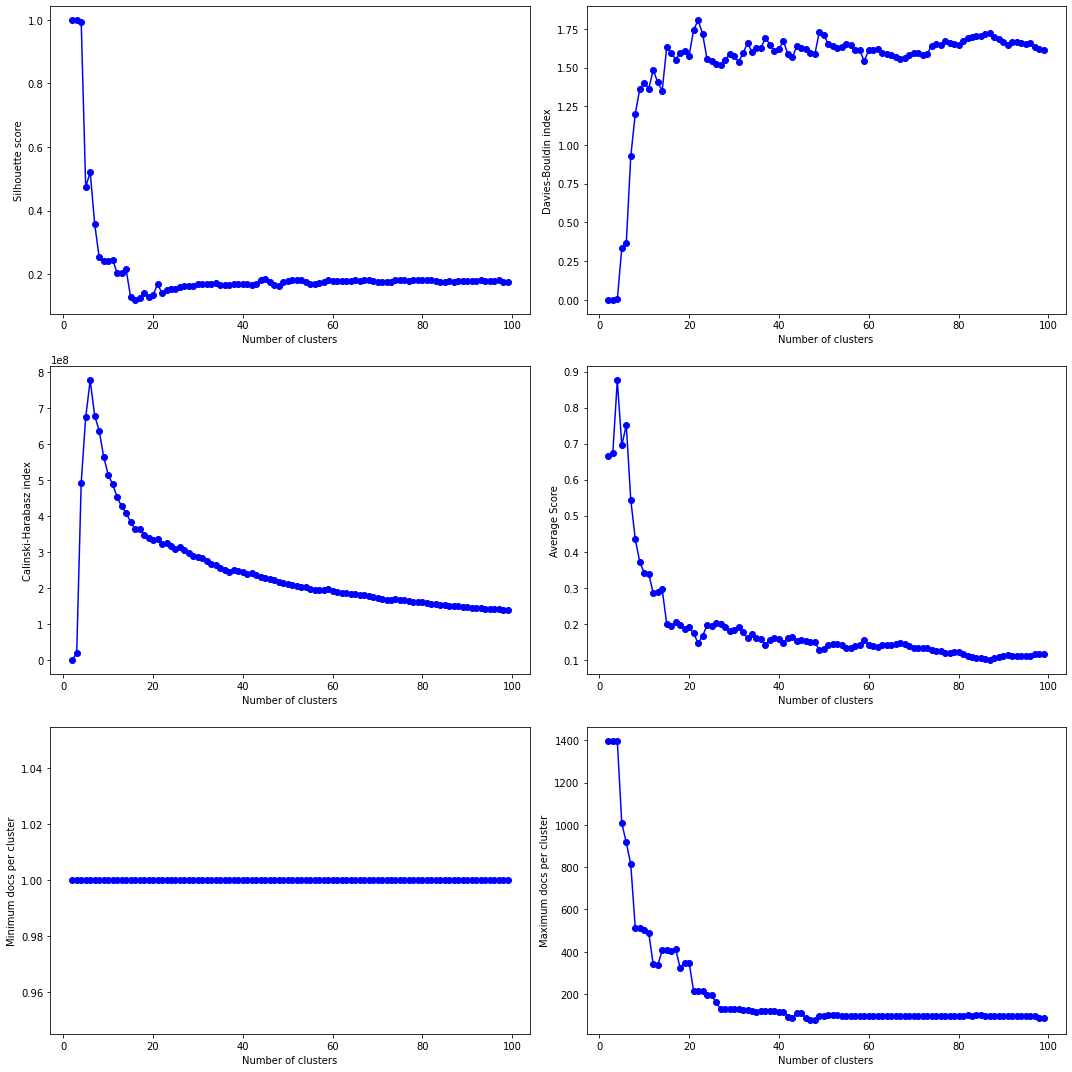 1.0
0.8
0.6
0.4
0.2
0 20 40 60 80 100
Number of clusters
Silhouette score
1.75
1.50
1.25
1.00
0.75
0.50
0.25
0.00
0 20 40 60 80 100
Number of clusters
Davies-Bouldin index
1e8
8
7
6
5
4
3
2
1
0
0 20 40 60 80 100
Number of clusters
Calinski-Harabasz index
0.9
0.8
0.7
0.6
0.5
0.4
0.3
0.2
0.1
0 20 40 60 80 100
Number of clusters
Average Score
1.04
1.02
1.00
0.98
0.96
0 20 40 60 80 100
Number of clusters
Minimum docs per cluster
1400
1200
1000
800
600
400
200
0 20 40 60 80 100
Number of clusters
Maximum docs per cluster